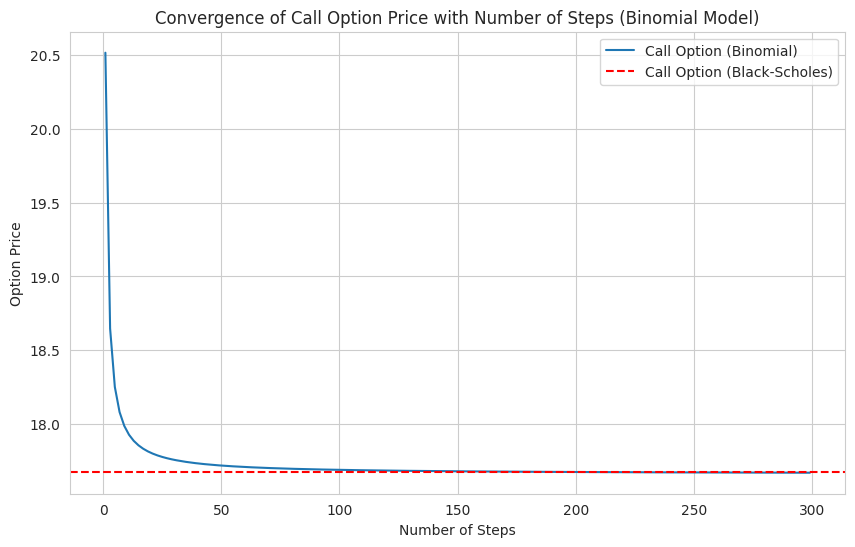 Convergence of Call Option Price with Number of Steps (Binomial Model)
Call Option (Binomial)
Call Option (Black-Scholes)
Option Price
20.5
20.0
19.5
19.0
18.5
18.0
0 50 100 150 200 250 300
Number of Steps